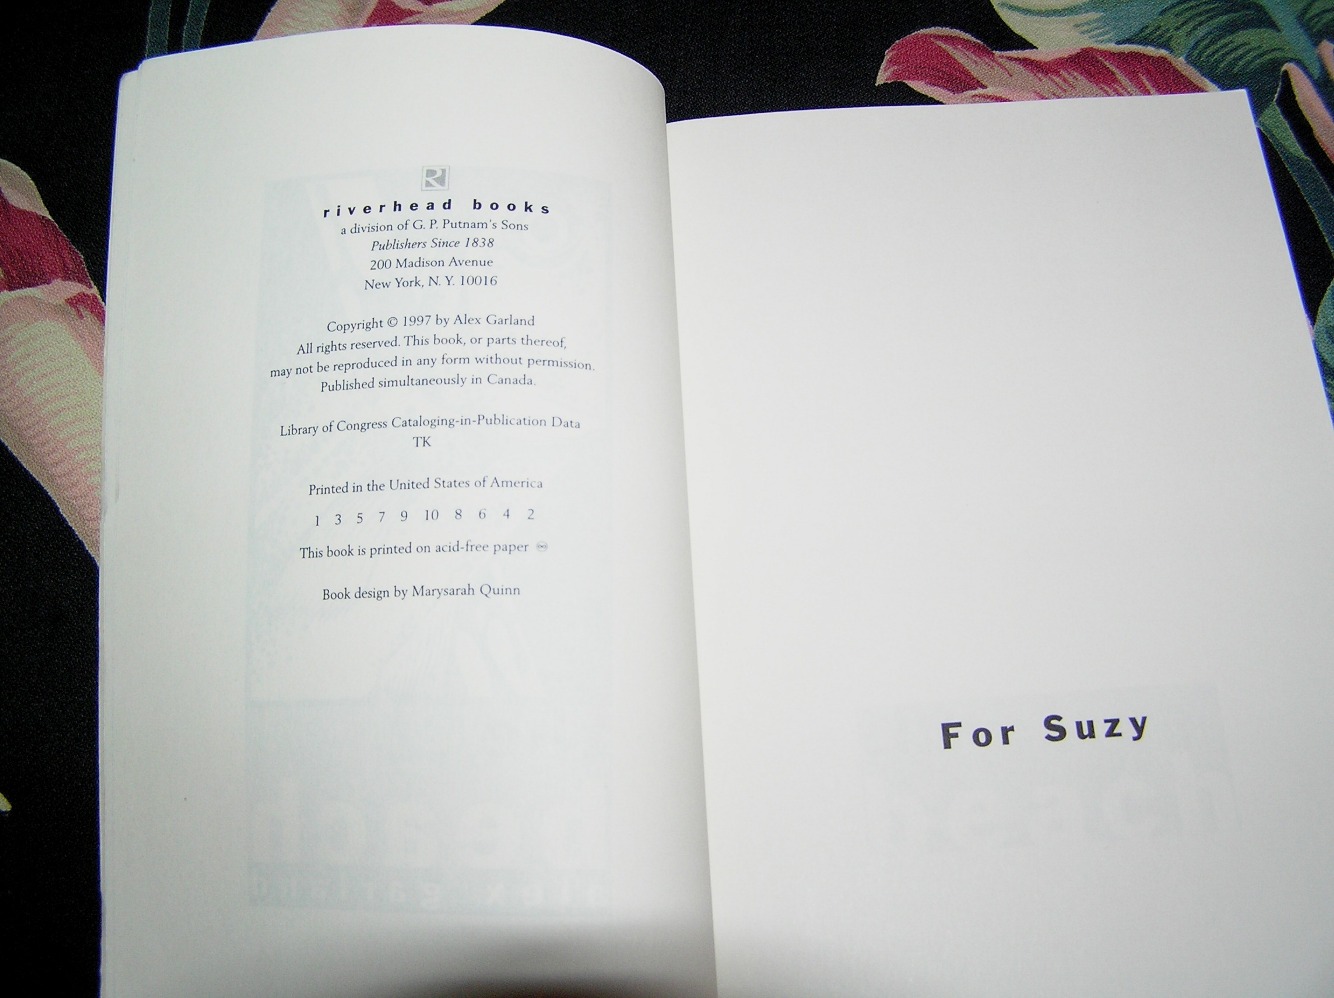 riverhead books
a division of G. P. Putnam's Sons
Publishers Since 1838
200 Madison Avenue
New York, N. Y. 10016
Copyright © 1997 by Alex Garland
All rights reserved. This book, or parts thereof,
may not be reproduced in any form without permission.
Published simultaneously in Canada.
Library of Congress Cataloging-in-Publication Data
TK
Printed in the United States of America
1 3 5 7 9 10 8 6 4 2
This book is printed on acid-free paper ♾
Book design by Marysarah Quinn
For Suzy